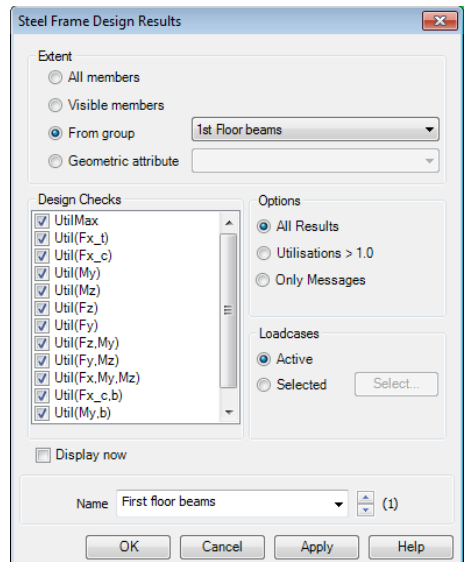 Steel Frame Design Results
Extent
All members
Visible members
From group 1st Floor beams
Geometric attribute
Design Checks
UtilMax
Util(Fx_t)
Util(Fx_c)
Util(My)
Util(Mz)
Util(Fz)
Util(Fy)
Util(Fz,My)
Util(Fy,Mz)
Util(Fx,My,Mz)
Util(Fx_c,b)
Util(My,b)
Options
All Results
Utilisations > 1.0
Only Messages
Loadcases
Active
Selected Select...
Display now
Name First floor beams (1)
OK Cancel Apply Help